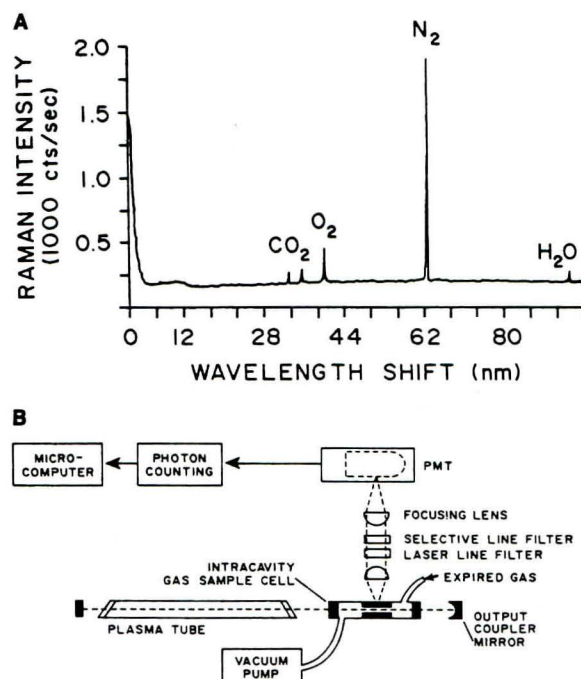 A
RAMAN INTENSITY
(1000 cts/sec)
2.0
1.5
1.0
0.5
CO2
O2
N2
H2O
0 12 28 44 62 80
WAVELENGTH SHIFT (nm)
B
MICRO-
COMPUTER
PHOTON
COUNTING
PMT
FOCUSING LENS
SELECTIVE LINE FILTER
LASER LINE FILTER
INTRACAVITY
GAS SAMPLE CELL
EXPIRED GAS
PLASMA TUBE
OUTPUT
COUPLER
MIRROR
VACUUM
PUMP